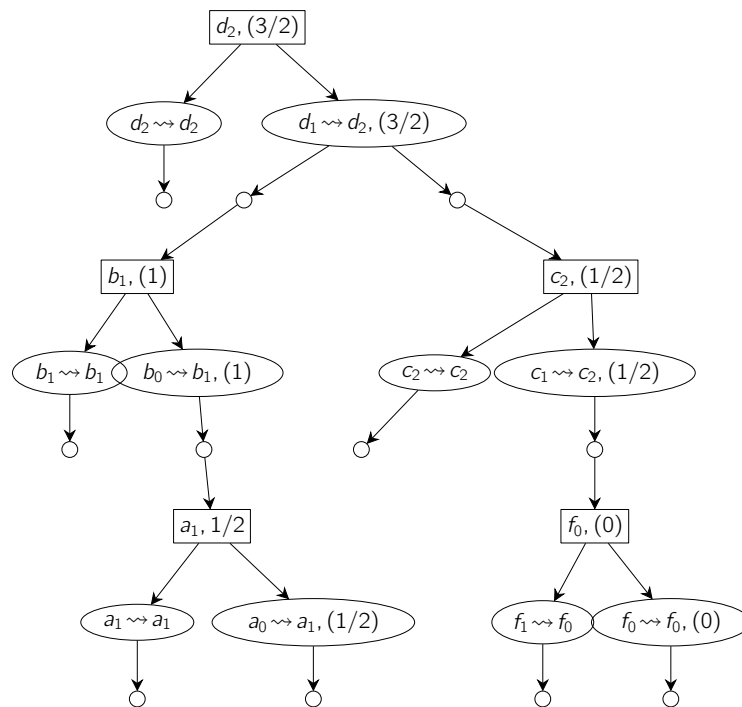 d₂, (3/2)
d₂ ⇝ d₂
d₁ ⇝ d₂, (3/2)
b₁, (1)
c₂, (1/2)
b₁ ⇝ b₁
b₀ ⇝ b₁, (1)
c₂ ⇝ c₂
c₁ ⇝ c₂, (1/2)
a₁, 1/2
f₀, (0)
a₁ ⇝ a₁
a₀ ⇝ a₁, (1/2)
f₁ ⇝ f₀
f₀ ⇝ f₀, (0)